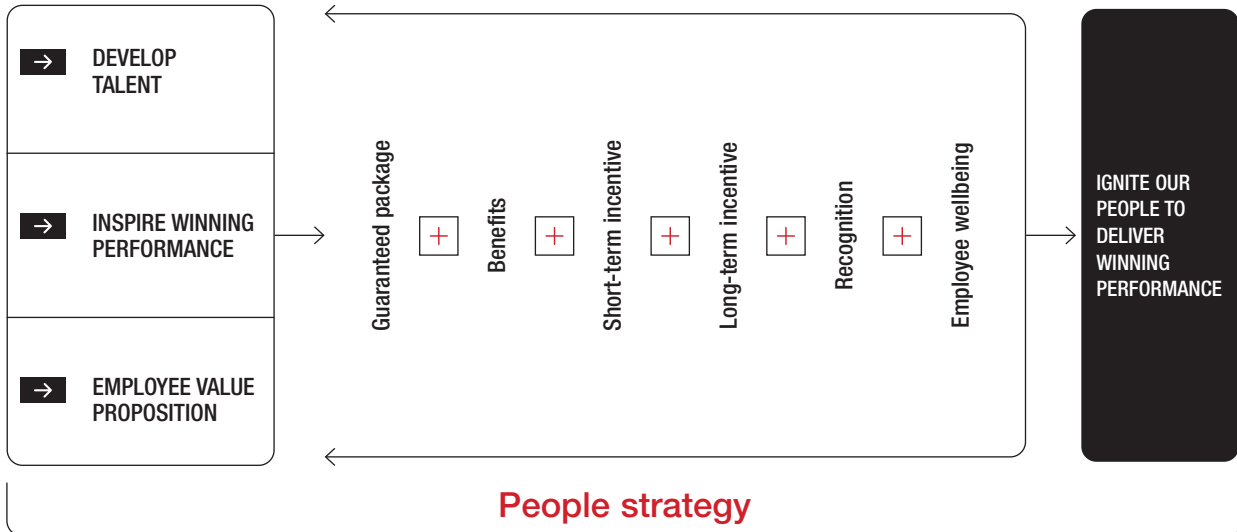 DEVELOP
TALENT
INSPIRE WINNING
PERFORMANCE
EMPLOYEE VALUE
PROPOSITION
Guaranteed package
Benefits
Short-term incentive
Long-term incentive
Recognition
Employee wellbeing
IGNITE OUR
PEOPLE TO
DELIVER
WINNING
PERFORMANCE
People strategy